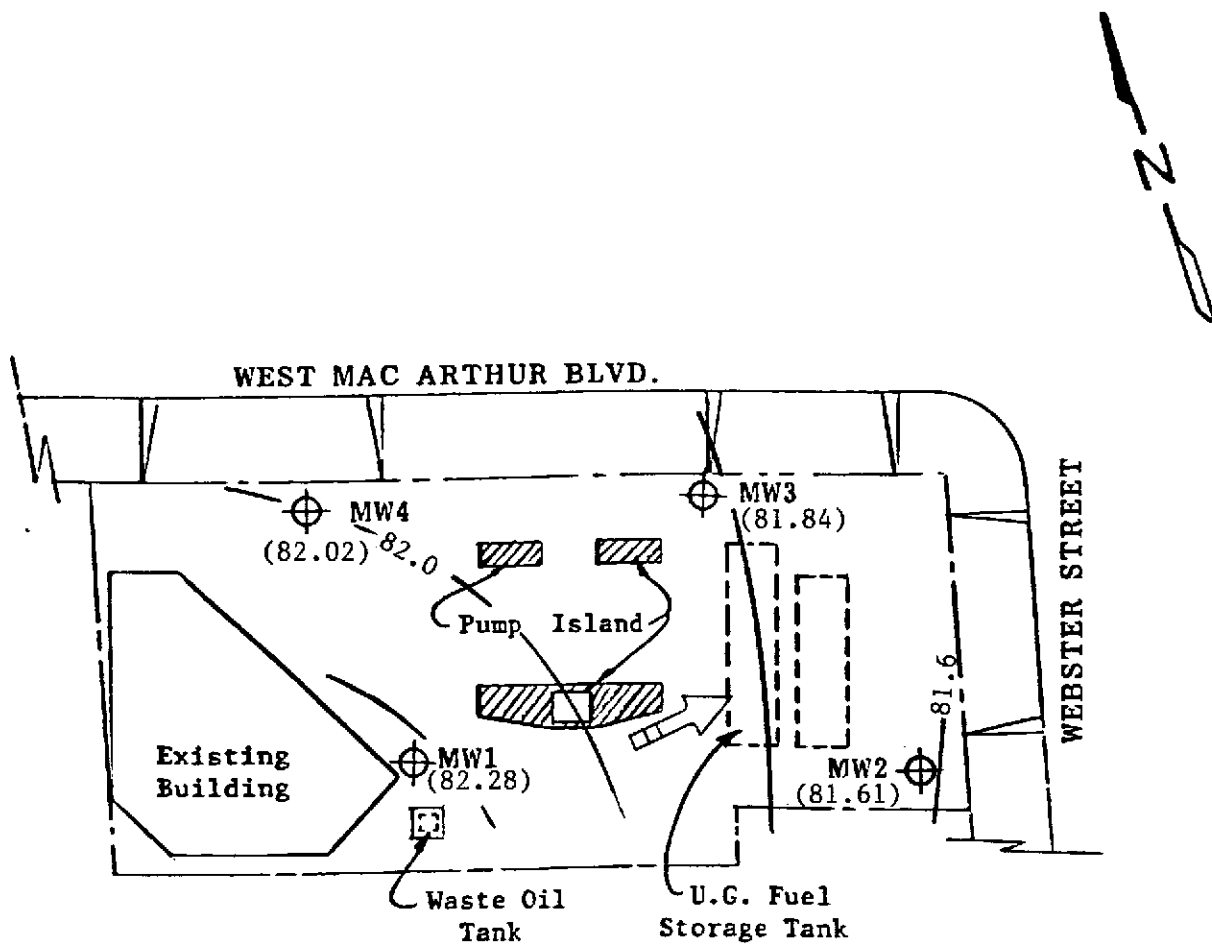 N
WEST MAC ARTHUR BLVD.
WEBSTER STREET
MW4
(82.02)
82.0
MW3
(81.84)
Pump Island
81.6
Existing
Building
MW1
(82.28)
MW2
(81.61)
Waste Oil
Tank
U.G. Fuel
Storage Tank